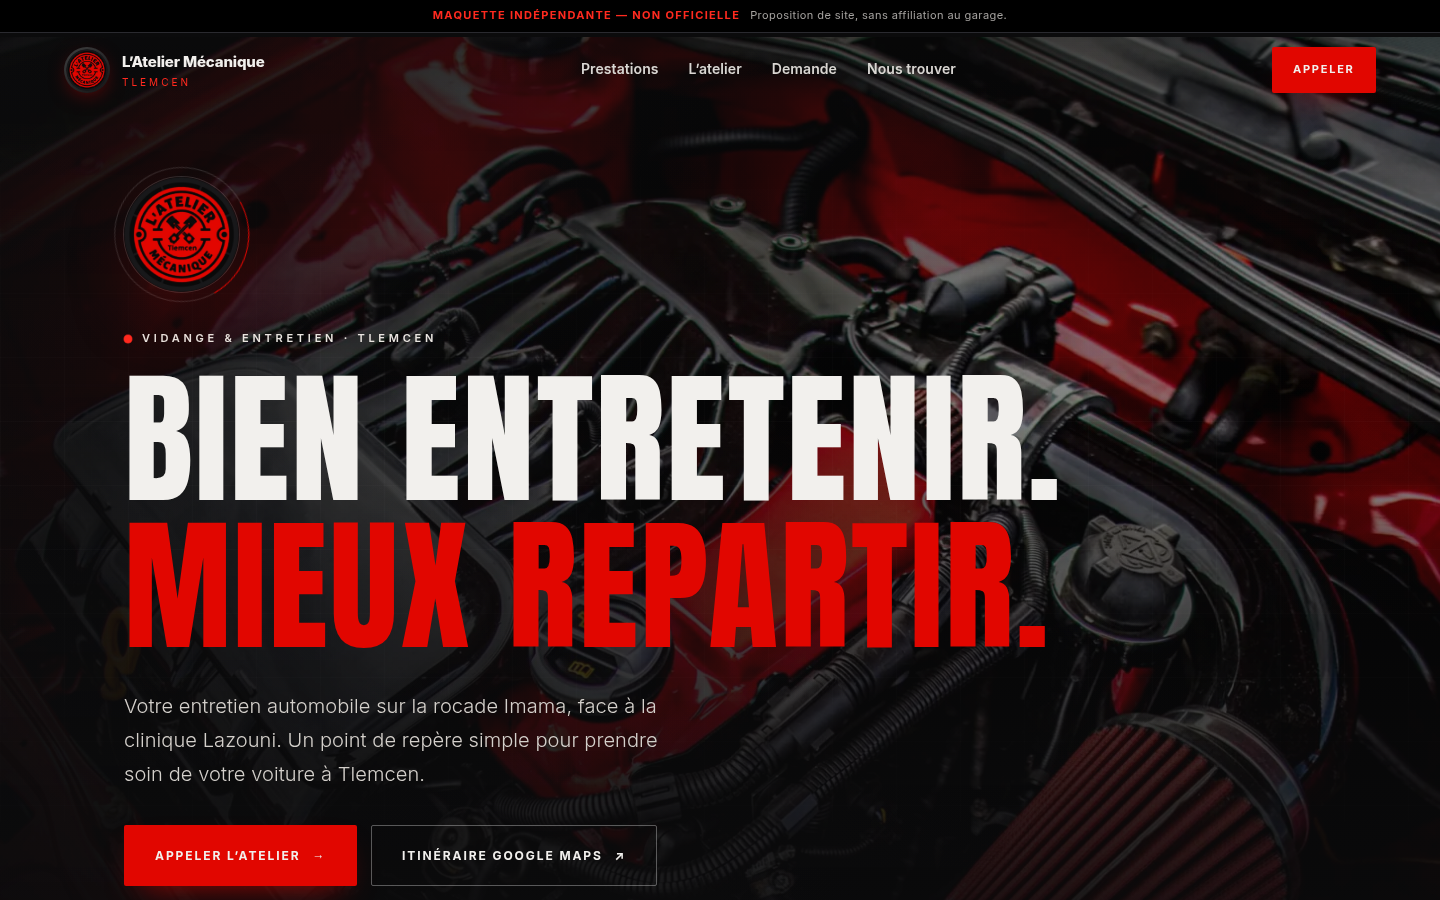 MAQUETTE INDÉPENDANTE — NON OFFICIELLE Proposition de site, sans affiliation au garage.
L’Atelier Mécanique
TLEMCEN
Prestations L’atelier Demande Nous trouver
APPELER
L'ATELIER
Tlemcen
MÉCANIQUE
VIDANGE & ENTRETIEN · TLEMCEN
BIEN ENTRETENIR.
MIEUX REPARTIR.
Votre entretien automobile sur la rocade Imama, face à la
clinique Lazouni. Un point de repère simple pour prendre
soin de votre voiture à Tlemcen.
APPELER L’ATELIER →
ITINÉRAIRE GOOGLE MAPS ↗